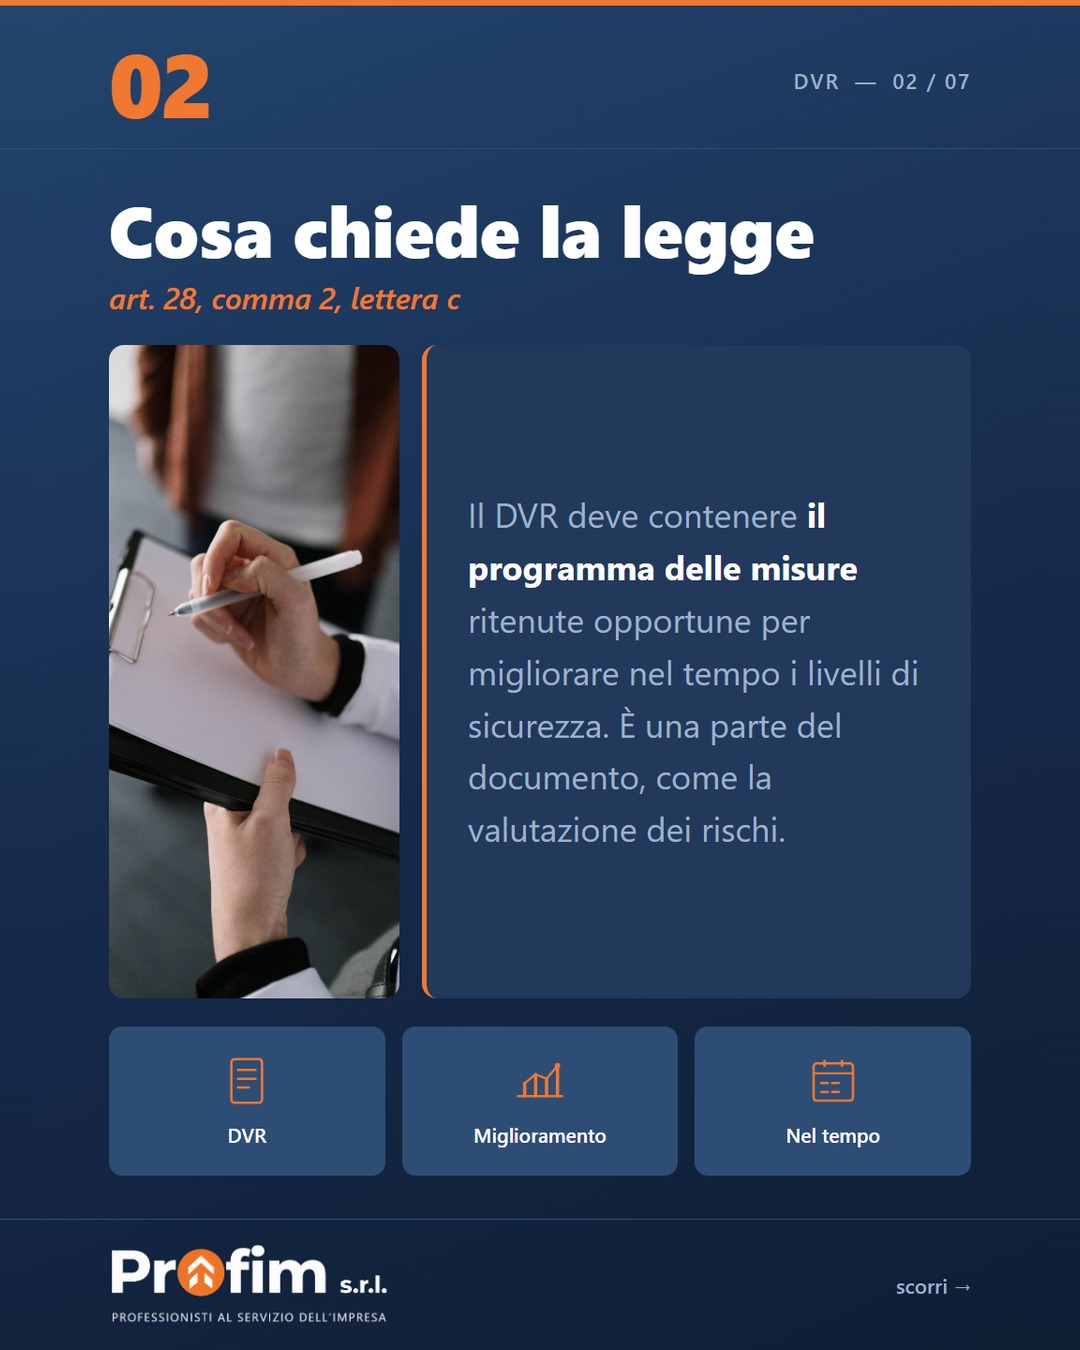 02
DVR — 02 / 07
Cosa chiede la legge
art. 28, comma 2, lettera c
Il DVR deve contenere il
programma delle misure
ritenute opportune per
migliorare nel tempo i livelli di
sicurezza. È una parte del
documento, come la
valutazione dei rischi.
DVR
Miglioramento
Nel tempo
Profim s.r.l.
PROFESSIONISTI AL SERVIZIO DELL'IMPRESA
scorri →